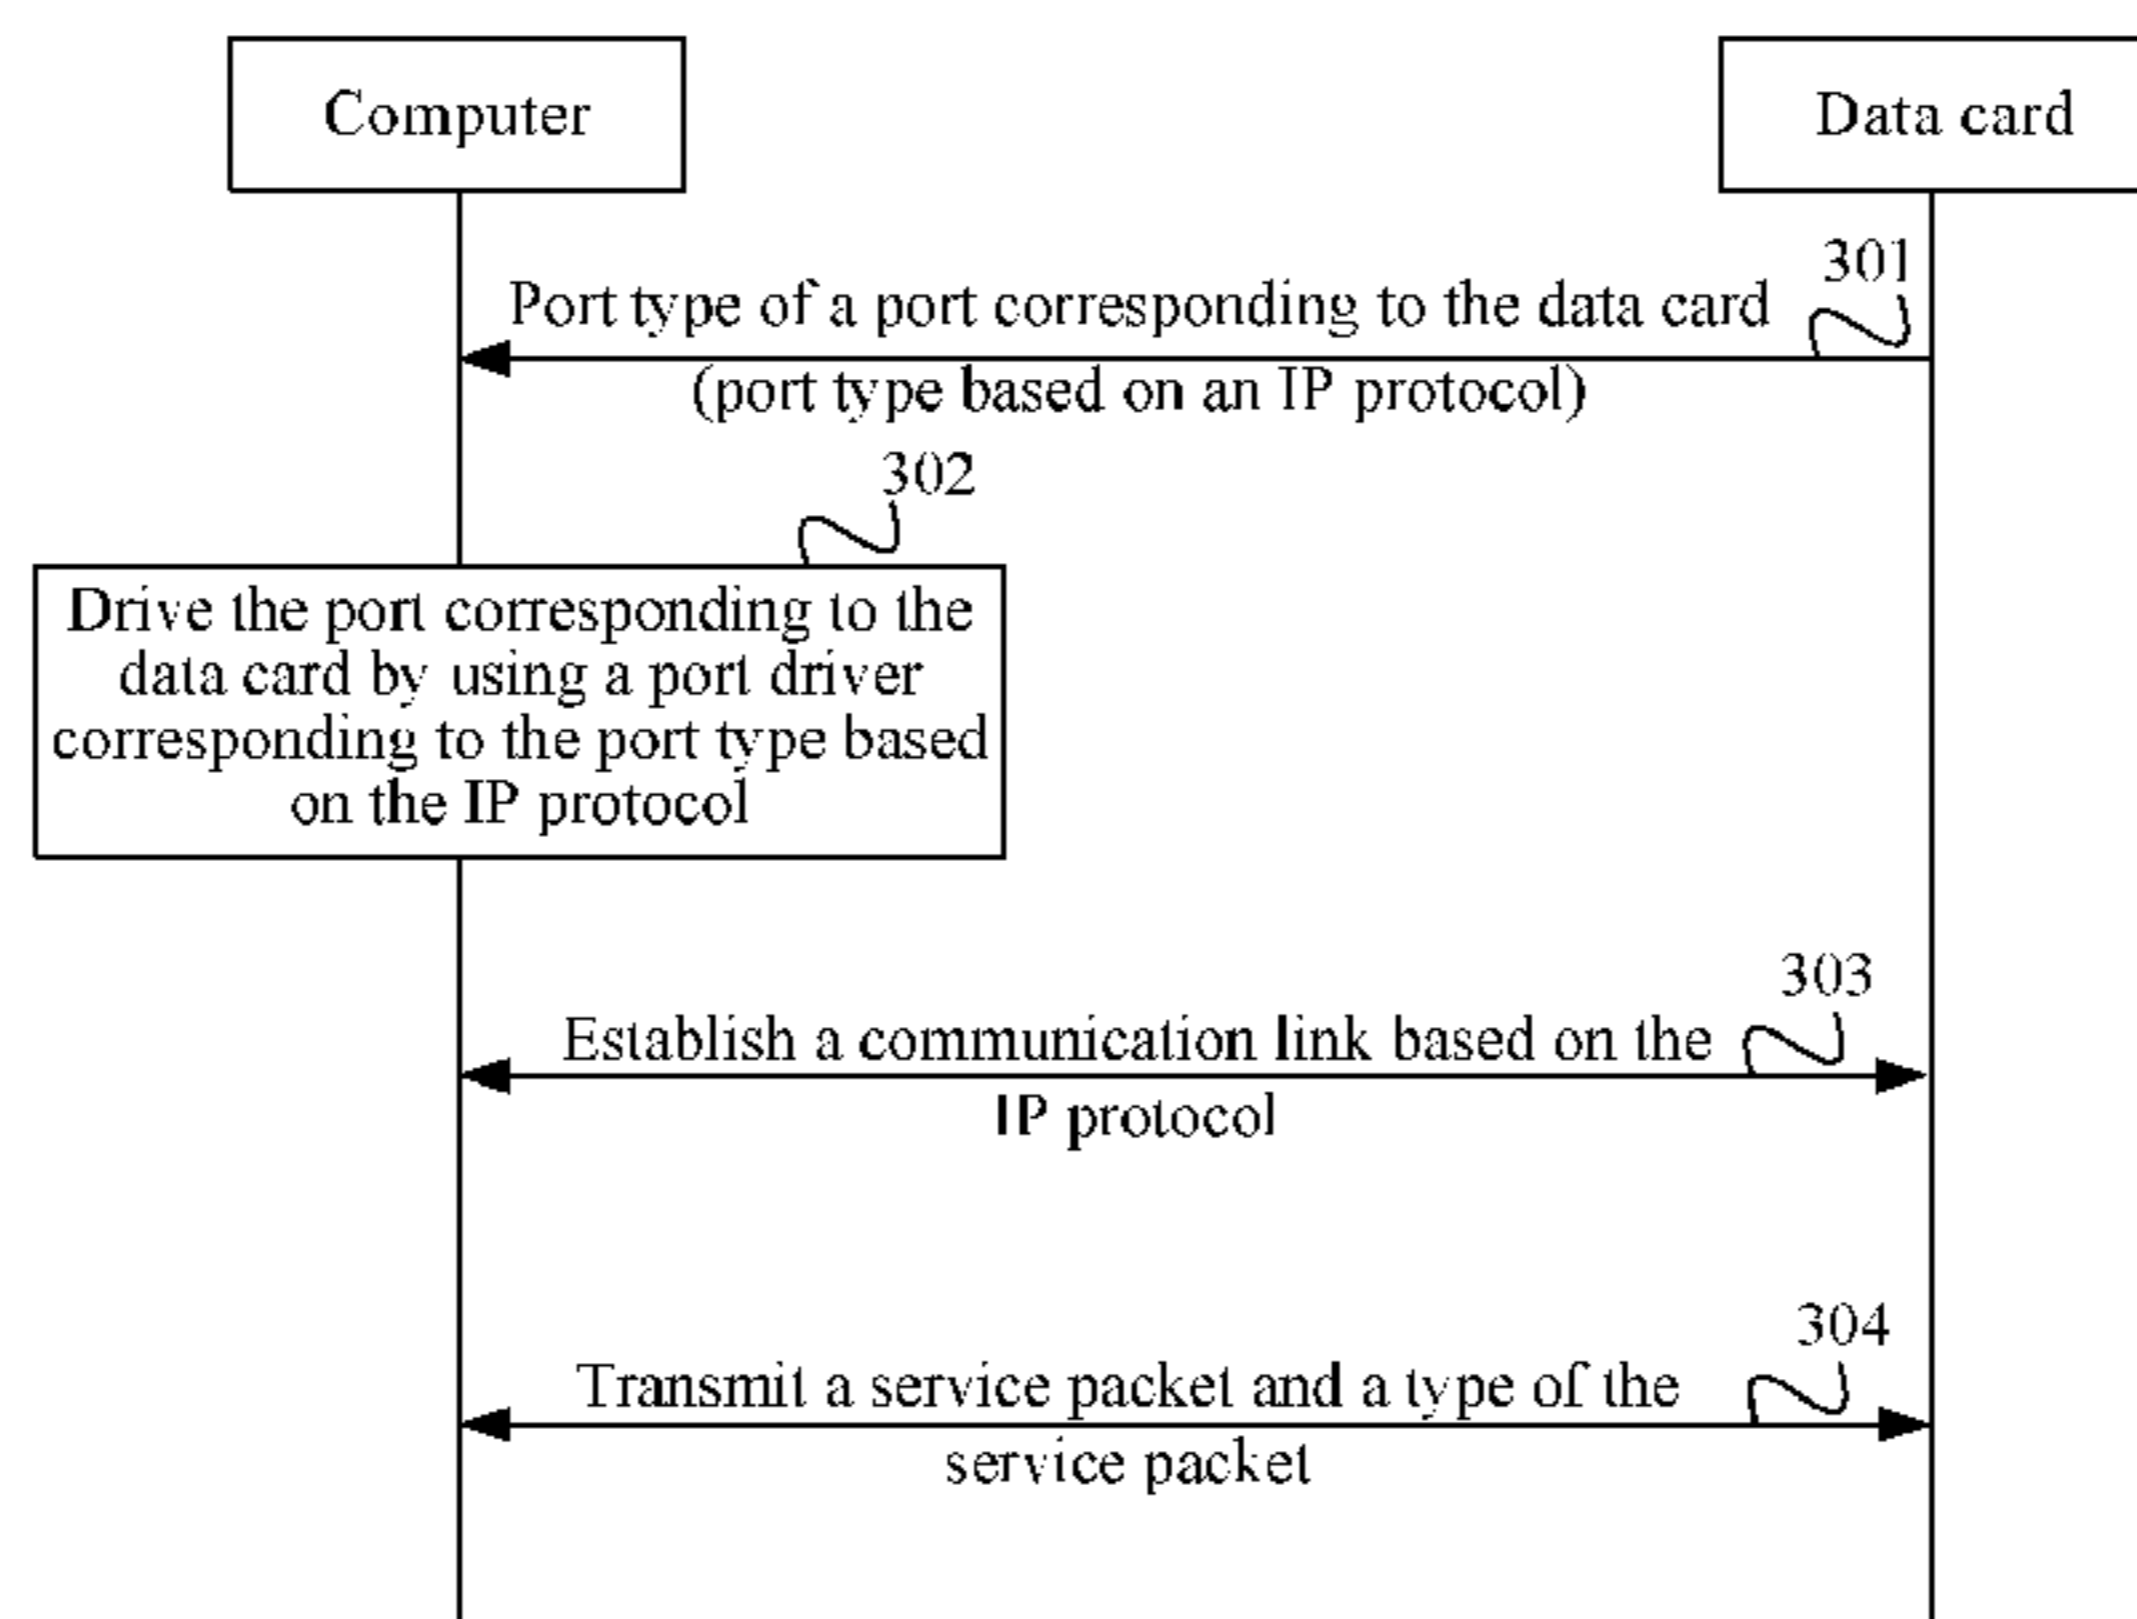 Computer
Data card
301
Port type of a port corresponding to the data card
(port type based on an IP protocol)
302
Drive the port corresponding to the
data card by using a port driver
corresponding to the port type based
on the IP protocol
303
Establish a communication link based on the
IP protocol
304
Transmit a service packet and a type of the
service packet